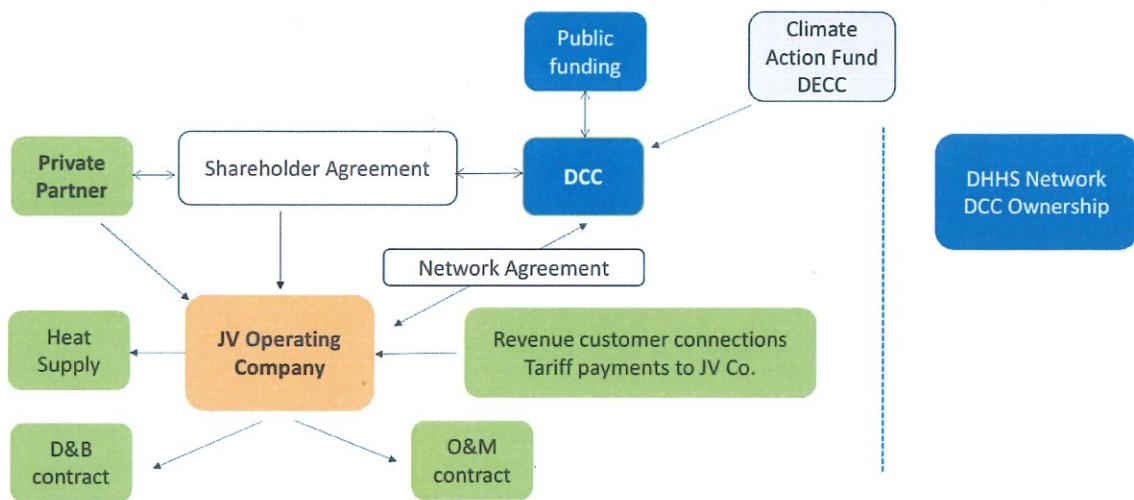 Public
funding
Climate
Action Fund
DECC
Private
Partner
Shareholder Agreement
DCC
DHHS Network
DCC Ownership
Network Agreement
Heat
Supply
JV Operating
Company
Revenue customer connections
Tariff payments to JV Co.
D&B
contract
O&M
contract